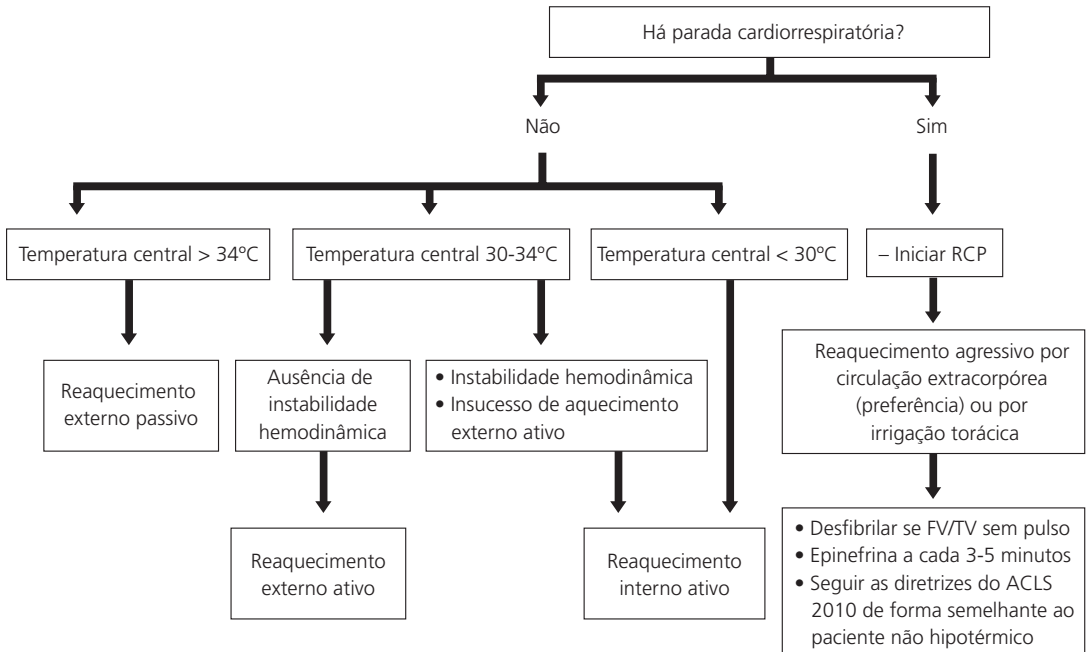 Há parada cardiorrespiratória?
Não
Sim
Temperatura central > 34ºC
Temperatura central 30-34ºC
Temperatura central < 30ºC
– Iniciar RCP
Reaquecimento
externo passivo
Ausência de
instabilidade
hemodinâmica
• Instabilidade hemodinâmica
• Insucesso de aquecimento
externo ativo
Reaquecimento agressivo por
circulação extracorpórea
(preferência) ou por
irrigação torácica
Reaquecimento
externo ativo
Reaquecimento
interno ativo
• Desfibrilar se FV/TV sem pulso
• Epinefrina a cada 3-5 minutos
• Seguir as diretrizes do ACLS
2010 de forma semelhante ao
paciente não hipotérmico